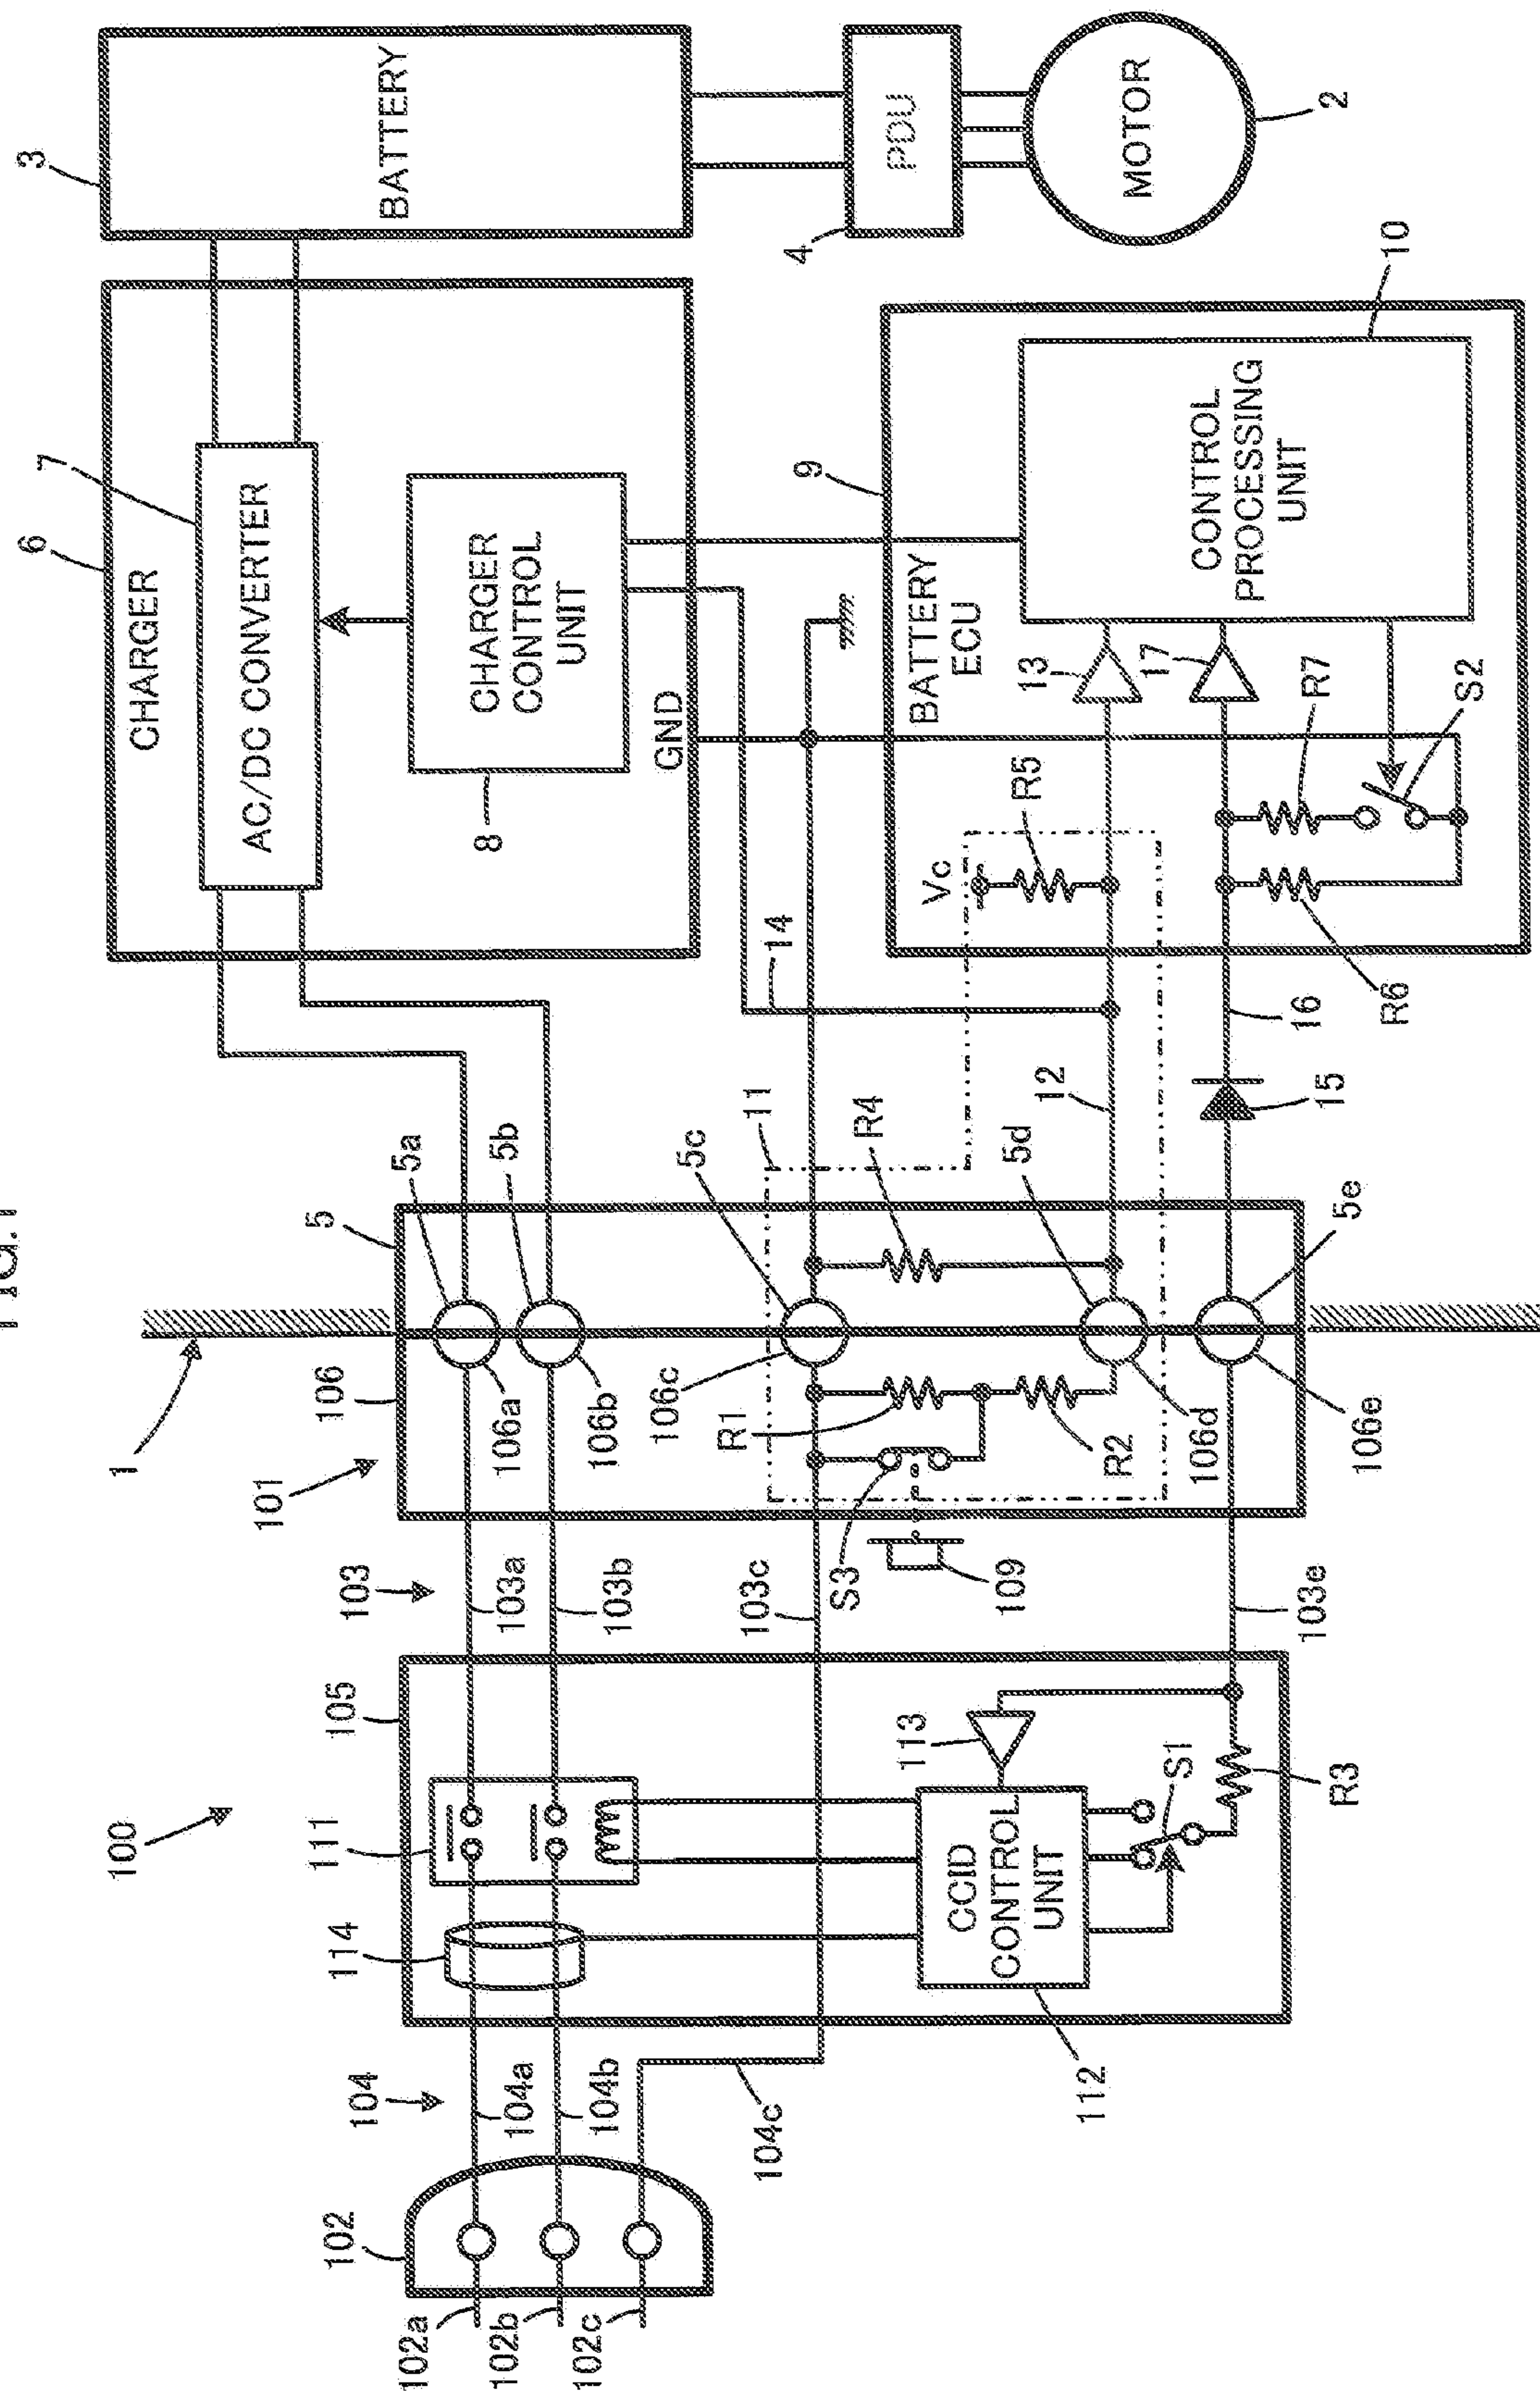 FIG.1
100
101
1
102
102a
102b
102c
104
104a
104b
104c
114
111
105
103
103a
103b
103c
103e
106
106a
106b
106c
106d
106e
5
5a
5b
5c
5d
5e
CCID
CONTROL
UNIT
112
113
S1
R3
S3
109
R1
R2
R4
11
12
14
15
16
6
CHARGER
7
AC/DC CONVERTER
CHARGER
CONTROL
UNIT
8
GND
3
BATTERY
4
PDU
MOTOR
2
9
BATTERY
ECU
Vc
R5
13
17
R6
R7
S2
CONTROL
PROCESSING
UNIT
10